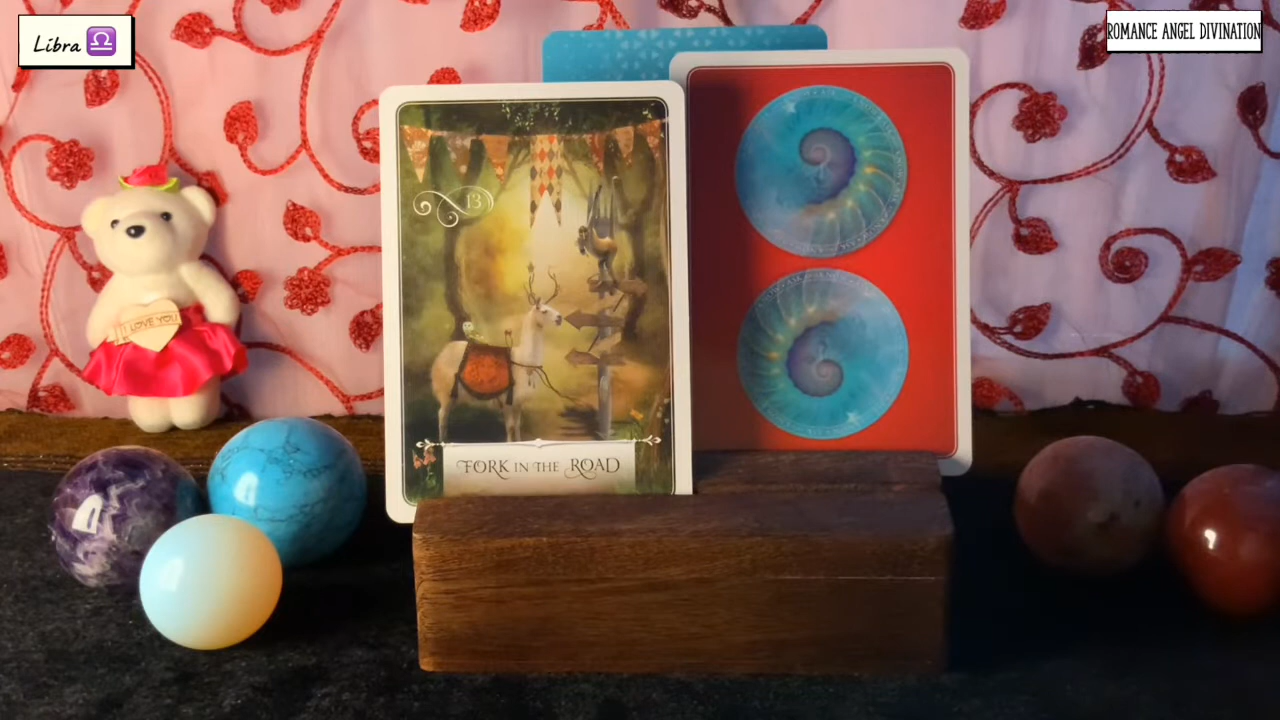 Libra ♎
ROMANCE ANGEL DIVINATION
13
I LOVE YOU
FORK IN THE ROAD